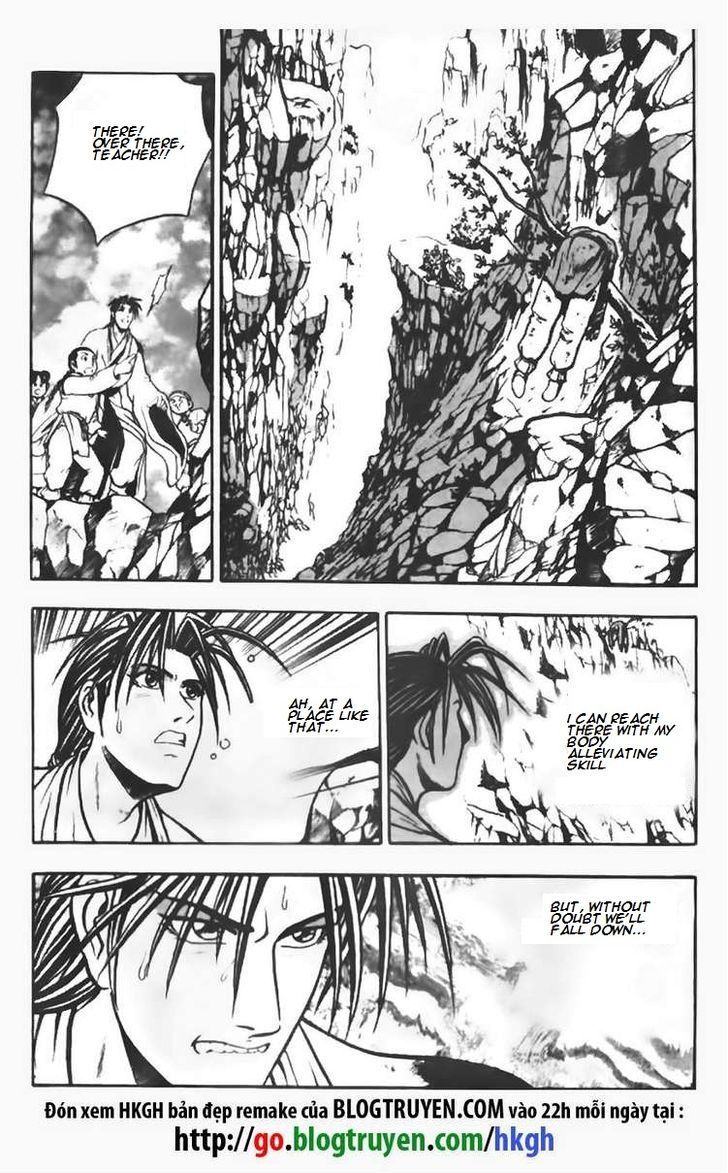 THERE!
OVER THERE,
TEACHER!!
AH, AT A
PLACE LIKE
THAT...
I CAN REACH
THERE WITH MY
BODY
ALLEVIATING
SKILL
BUT, WITHOUT
DOUBT WE'LL
FALL DOWN...
Đón xem HKGH bản đẹp remake của BLOGTRUYEN.COM vào 22h mỗi ngày tại :
http://go.blogtruyen.com/hkgh